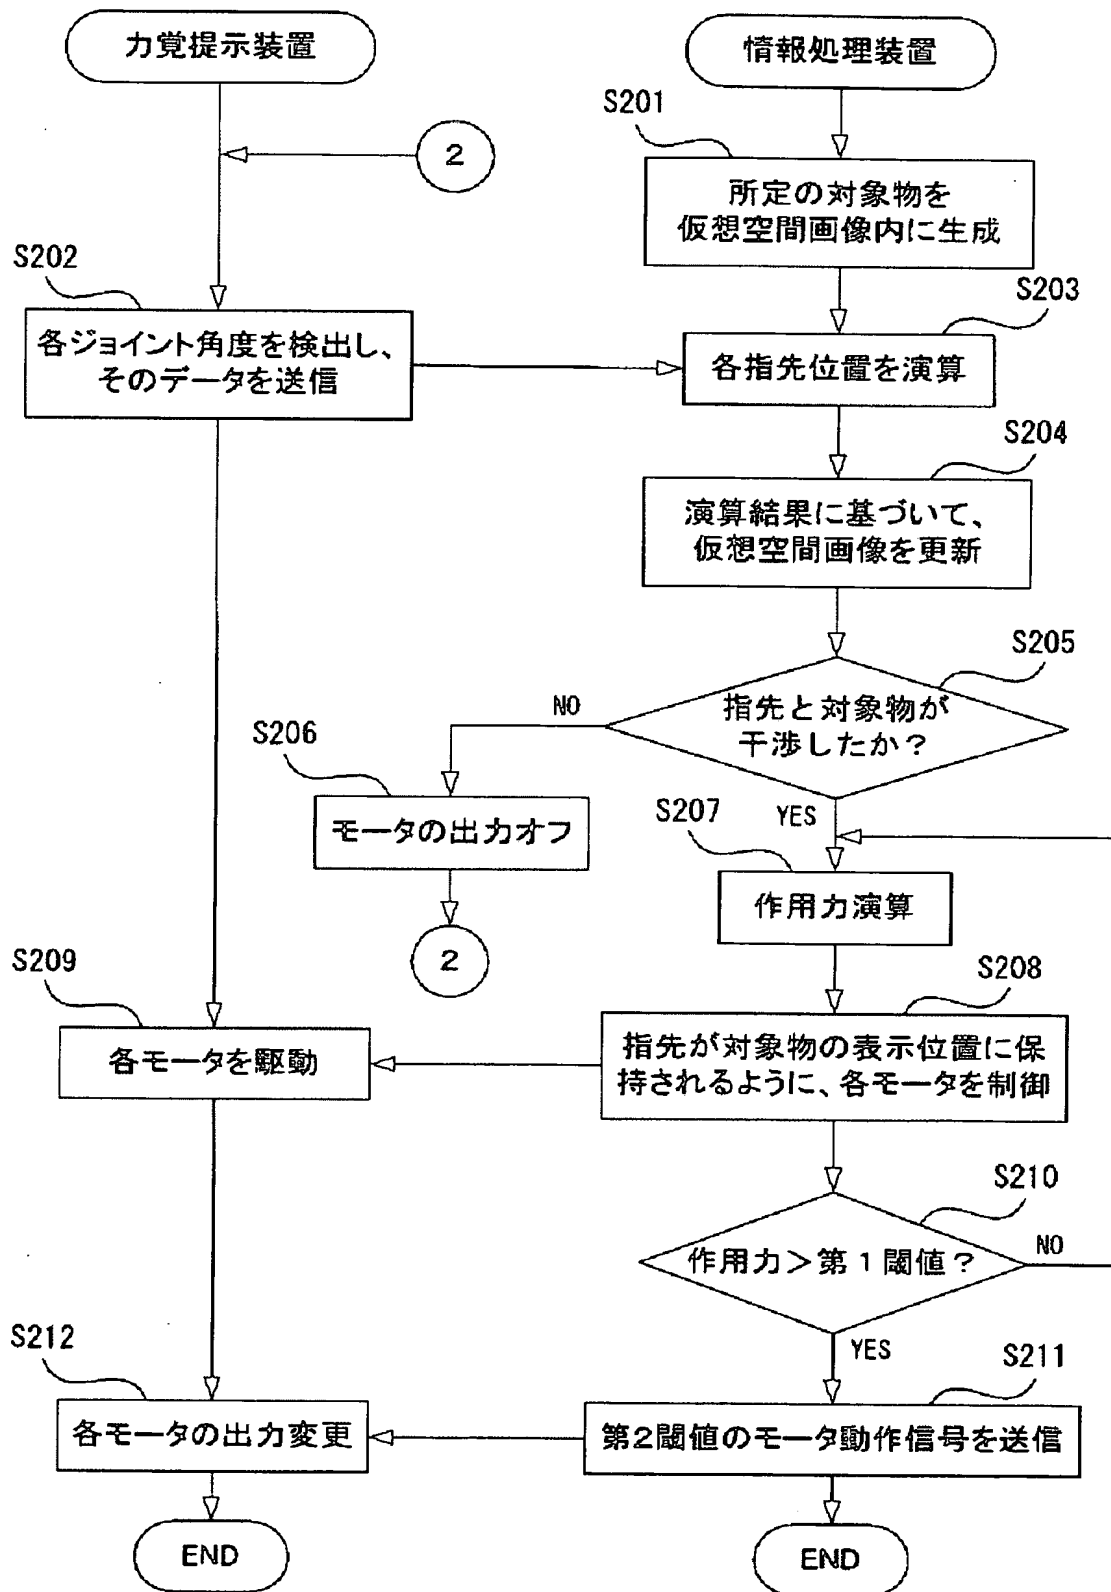 力覚提示装置
情報処理装置
S201
2
所定の対象物を
仮想空間画像内に生成
S202
S203
各ジョイント角度を検出し、
そのデータを送信
各指先位置を演算
S204
演算結果に基づいて、
仮想空間画像を更新
S205
指先と対象物が
干渉したか？
NO
S206
YES
モータの出力オフ
S207
作用力演算
2
S209
S208
各モータを駆動
指先が対象物の表示位置に保
持されるように、各モータを制御
S210
作用力＞第１閾値？
NO
YES
S212
S211
各モータの出力変更
第2閾値のモータ動作信号を送信
END
END